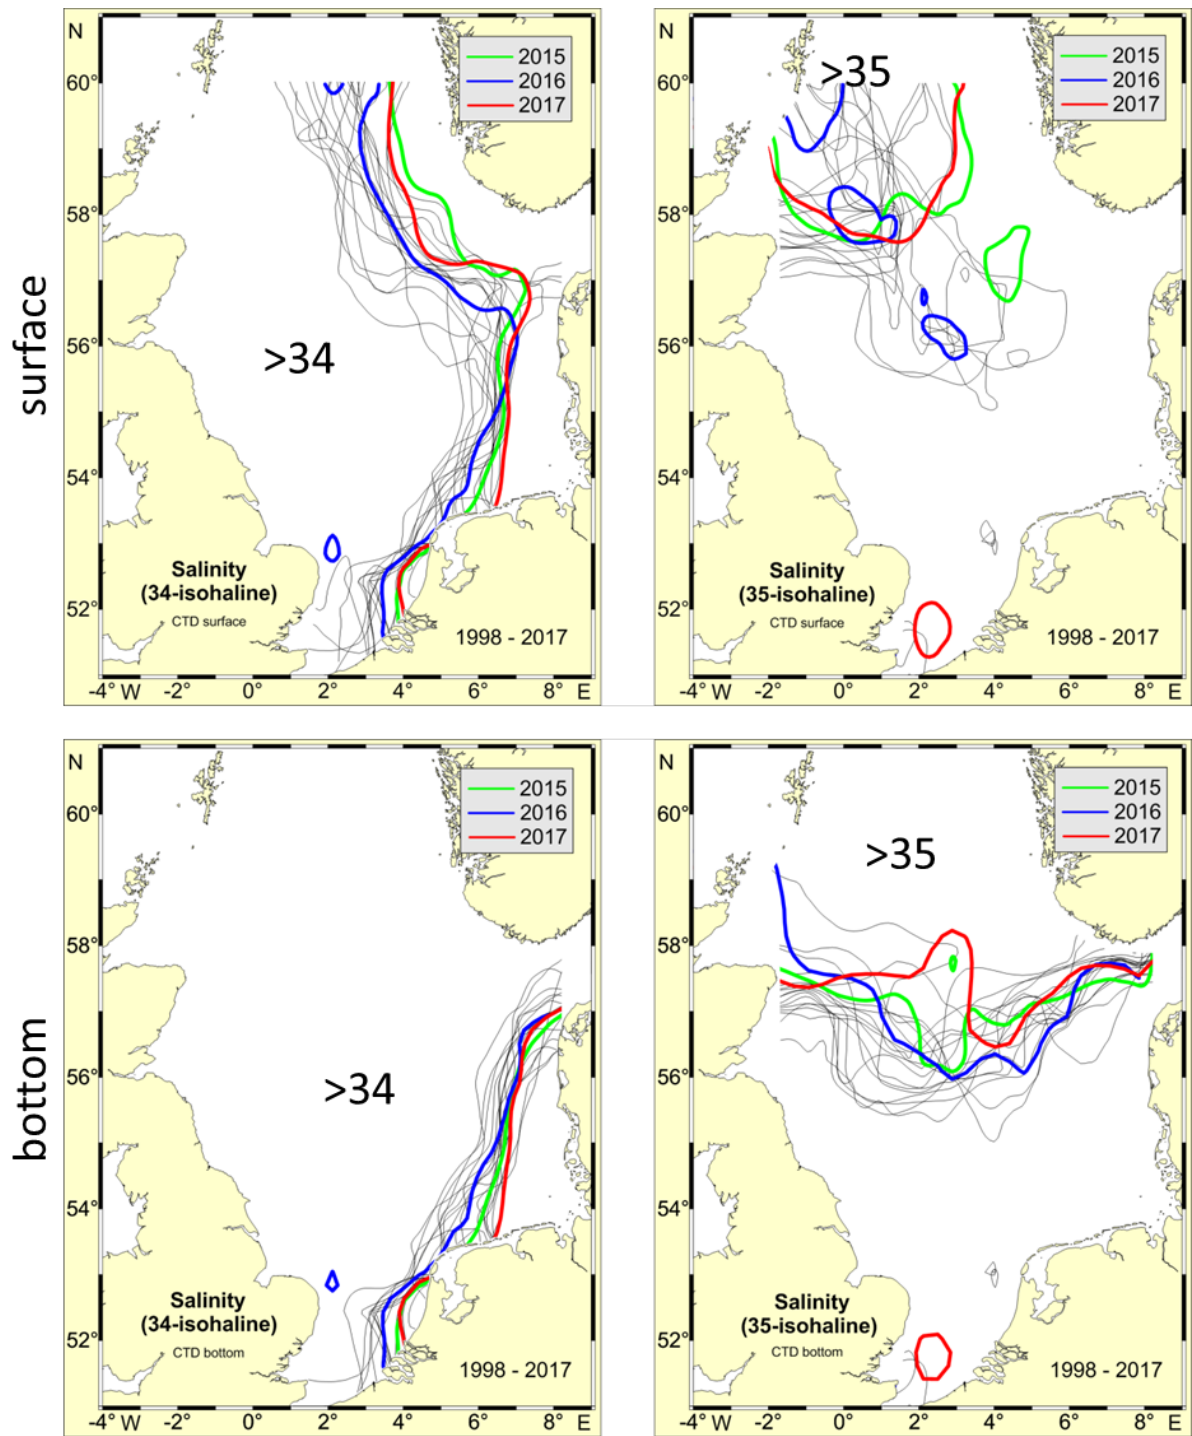 surface
N
2015
2016
2017
60°
58°
56°
54°
52°
>34
Salinity
(34-isohaline)
CTD surface
1998 - 2017
-4° W -2° 0° 2° 4° 6° E
N
2015
2016
2017
60°
58°
56°
54°
52°
>35
Salinity
(35-isohaline)
CTD surface
1998 - 2017
-4° W -2° 0° 2° 4° 6° 8° E
bottom
N
2015
2016
2017
60°
58°
56°
54°
52°
>34
Salinity
(34-isohaline)
CTD bottom
1998 - 2017
-4° W -2° 0° 2° 4° 6° E
N
2015
2016
2017
60°
58°
56°
54°
52°
>35
Salinity
(35-isohaline)
CTD bottom
1998 - 2017
-4° W -2° 0° 2° 4° 6° 8° E